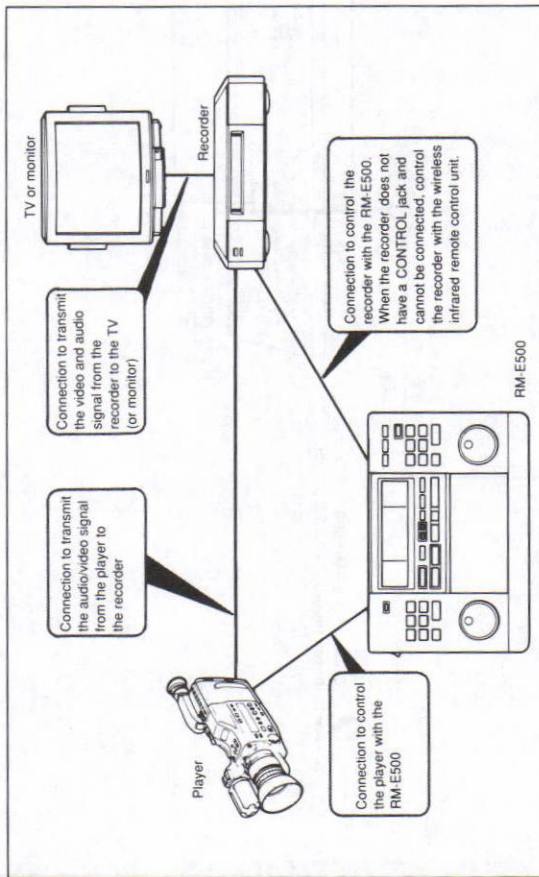 TV or monitor
Connection to transmit
the video and audio
signal from the
recorder to the TV
(or monitor)
Recorder
Connection to transmit
the audio/video signal
from the player to
the recorder
Player
Connection to control the
recorder with the RM-E500.
When the recorder does not
have a CONTROL jack and
cannot be connected, control
the recorder with the wireless
infrared remote control unit.
Connection to control
the player with the
RM-E500
RM-E500